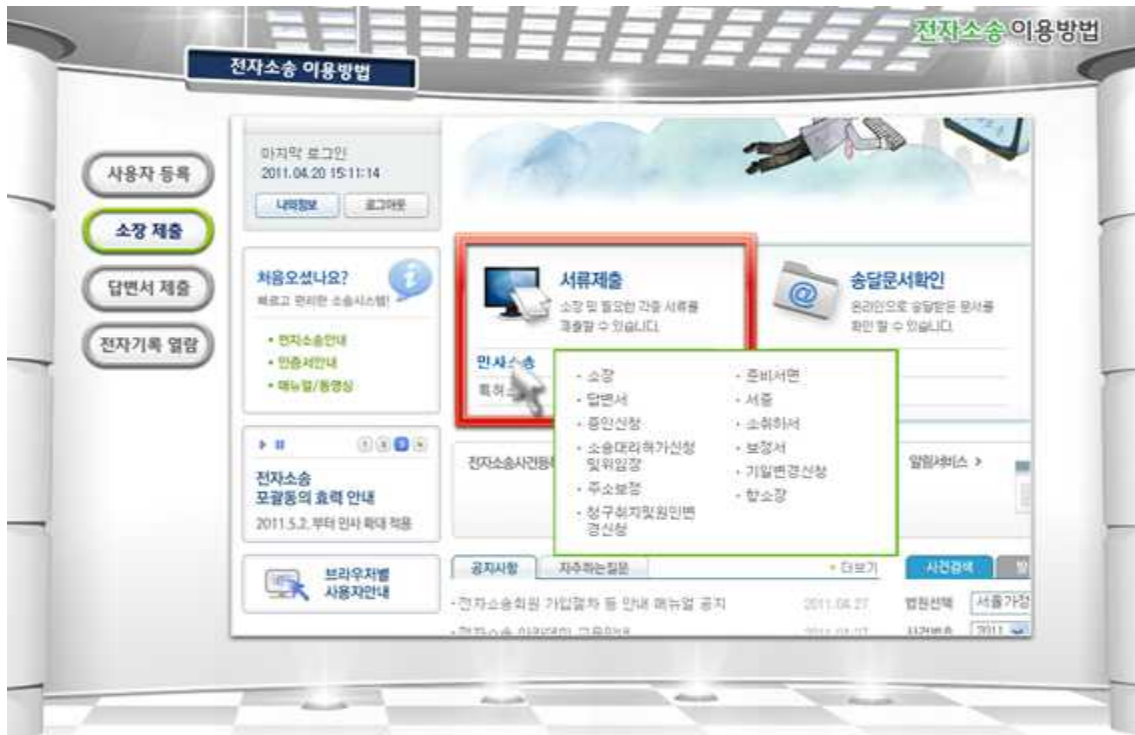 전자소송 이용방법
전자소송 이용방법
사용자 등록
소장 제출
답변서 제출
전자기록 열람
마지막 로그인
2011.04.20 15:11:14
나의정보
로그아웃
처음오셨나요?
빠르고 편리한 소송시스템!
• 전자소송안내
• 인증서안내
• 매뉴얼/동영상
전자소송
포괄동의 효력 안내
2011.5.2. 부터 민사 확대 적용
브라우저별
사용자안내
서류제출
소장 및 필요한 각종 서류를
제출할 수 있습니다.
민사소송
특허소
송달문서확인
온라인으로 송달받은 문서를
확인 할 수 있습니다.
• 소장
• 답변서
• 증인신청
• 소송대리허가신청
및위임장
• 주소보정
• 청구취지및원인변
경신청
• 준비서면
• 서증
• 소취하서
• 보정서
• 기일변경신청
• 항소장
전자소송사건등록
알림서비스 >
공지사항
자주하는질문
• 더보기
• 전자소송회원 가입절차 등 안내 매뉴얼 공지 2011.04.27
사건검색
법원선택 서울가정
사건번호 2011